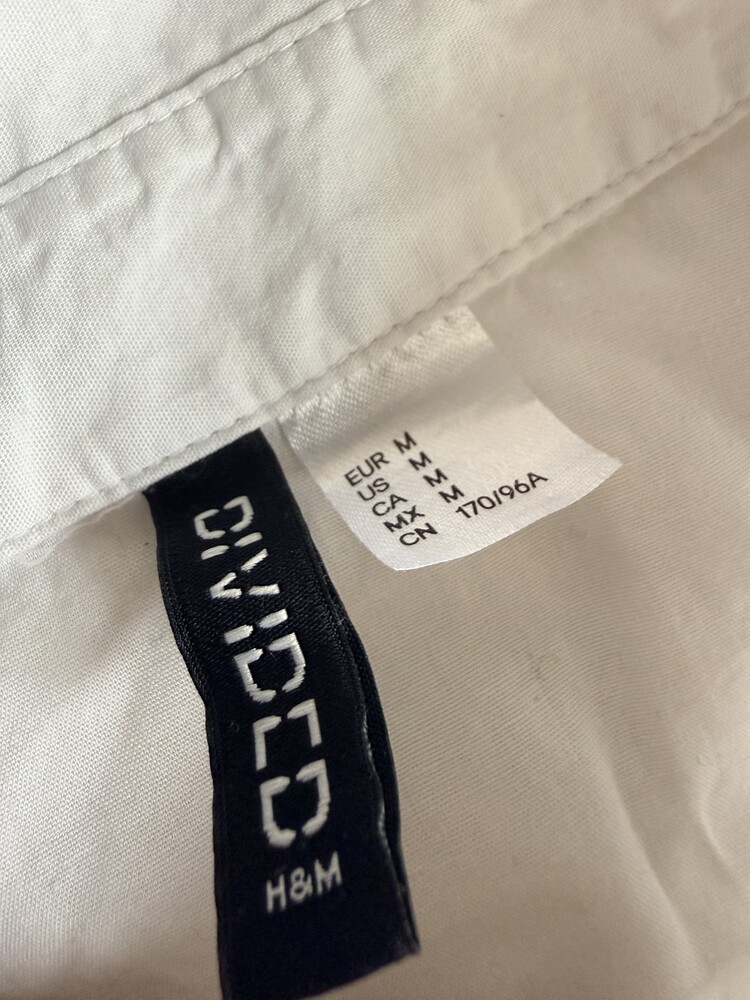 EUR M
US M
CA M
MX M
CN 170/96A
DIVIDED
H&M